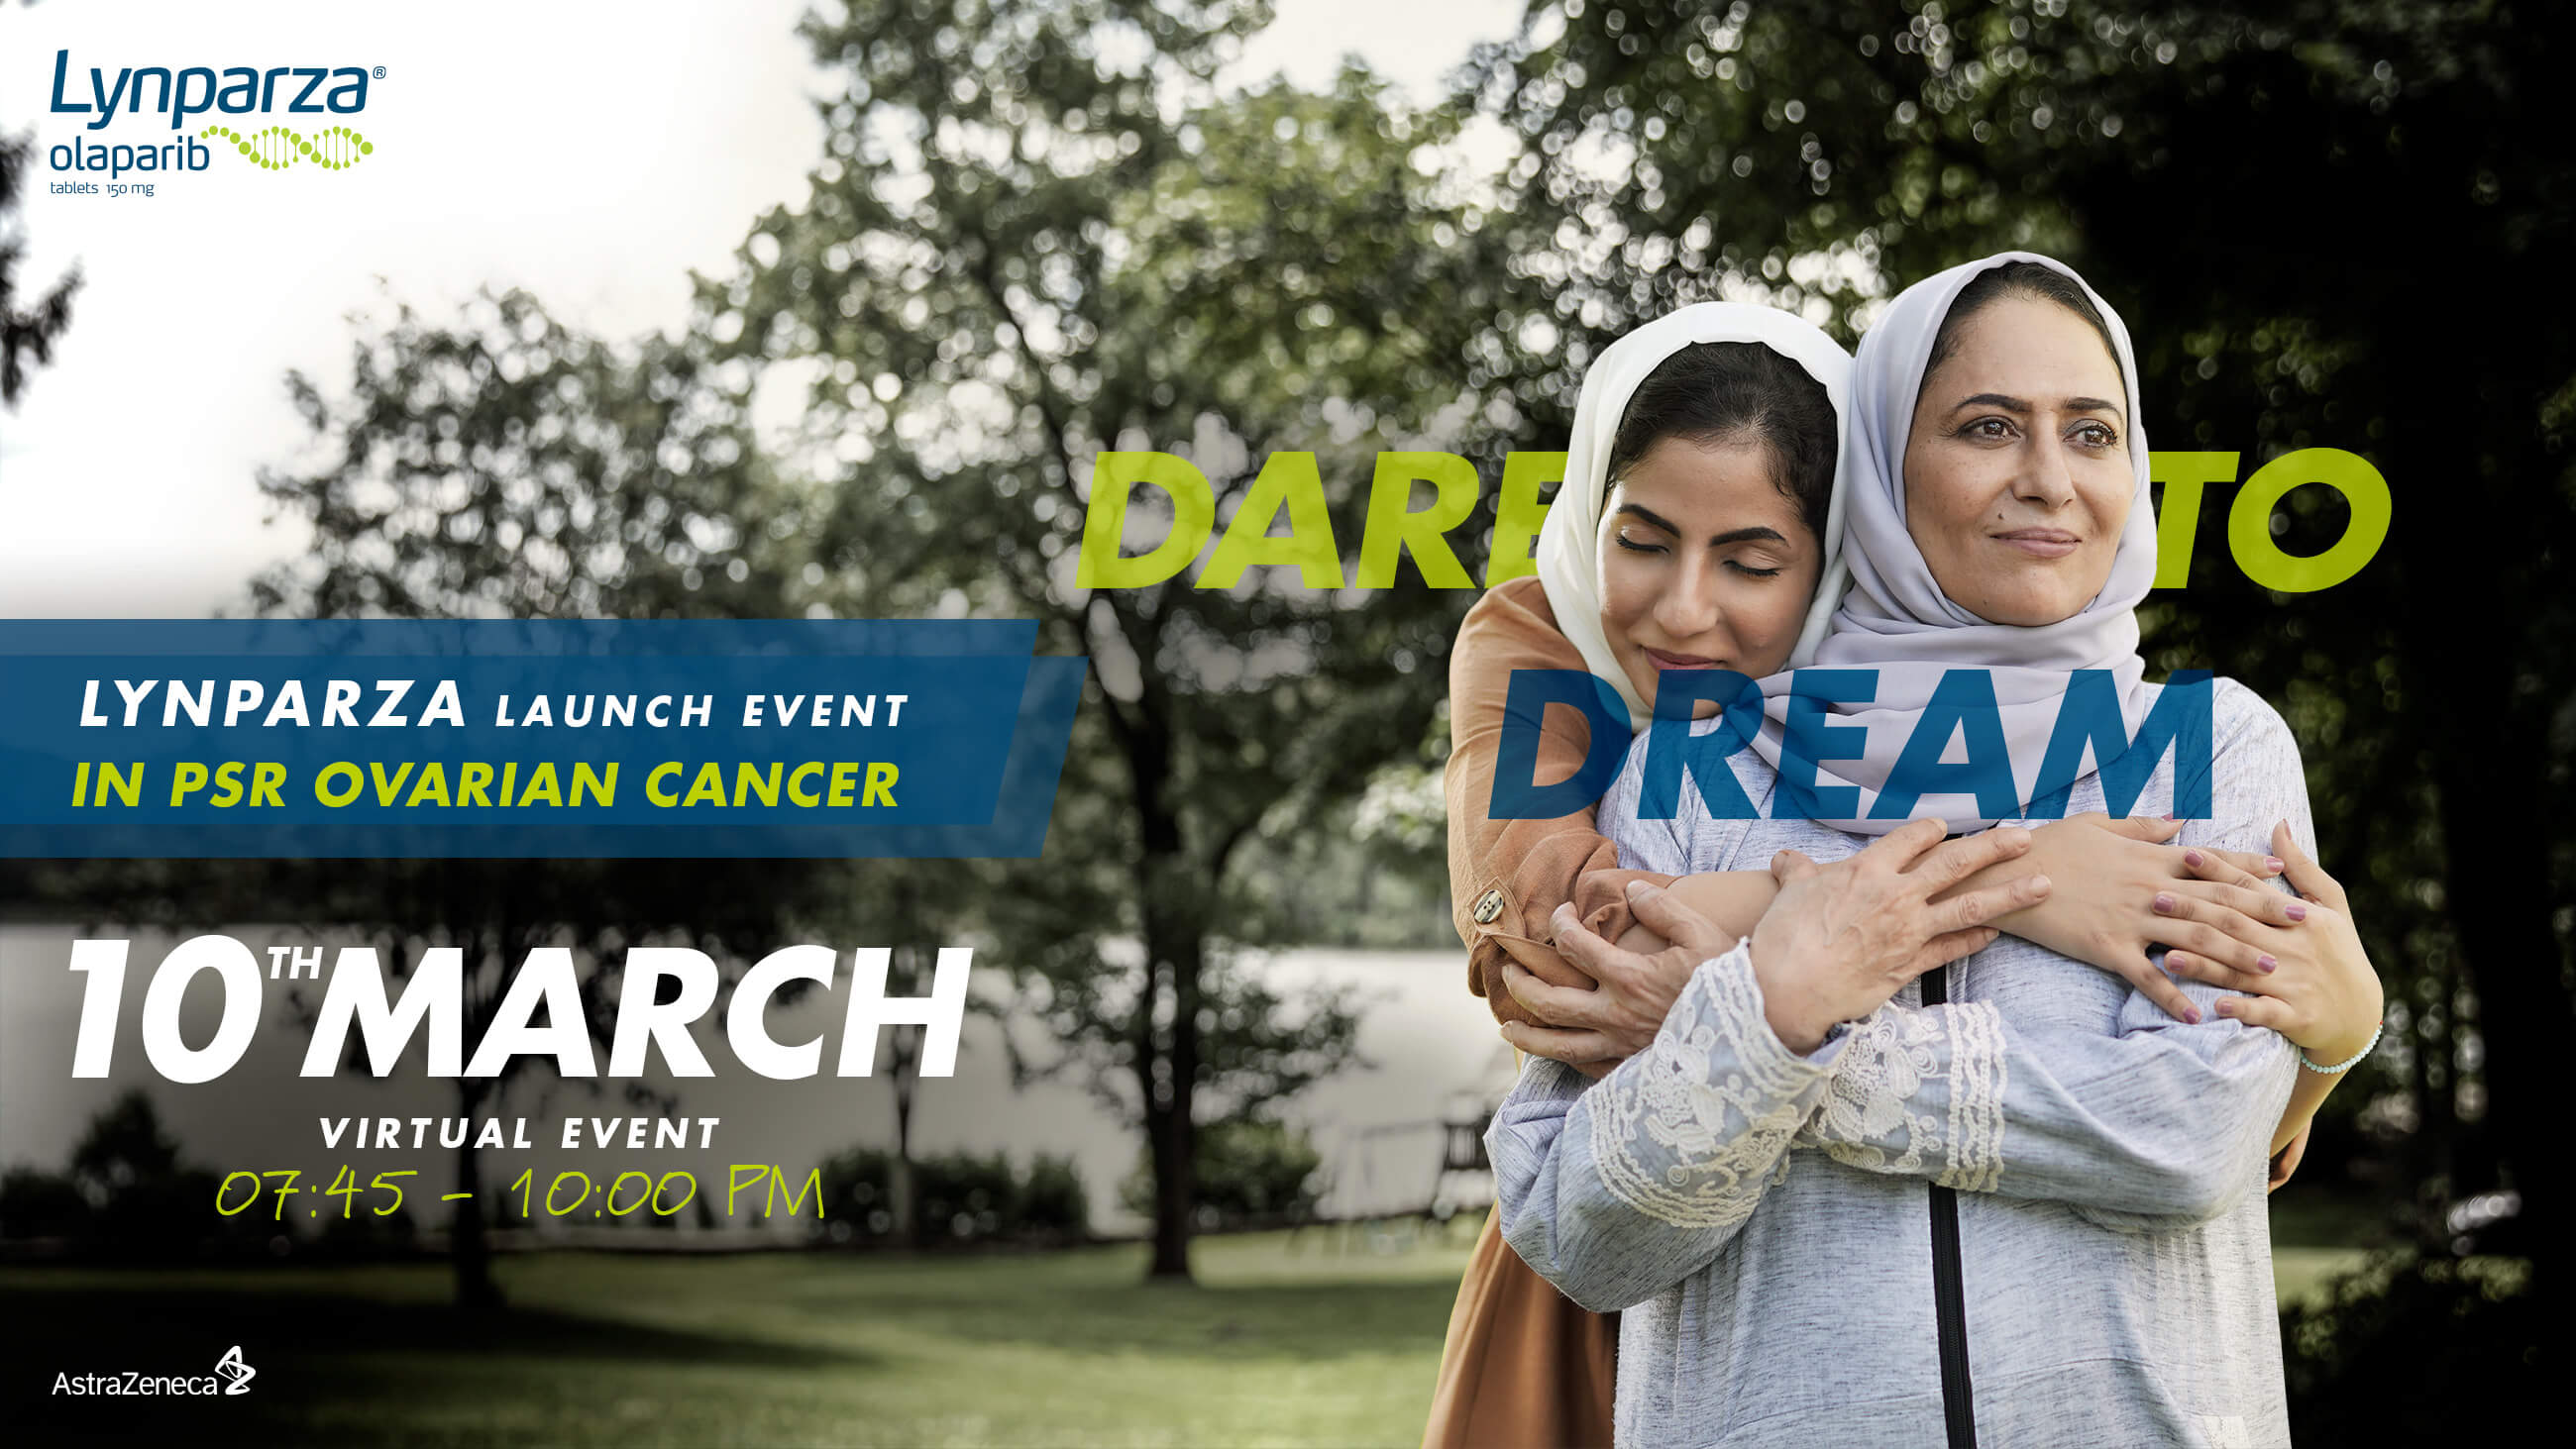 Lynparza®
olaparib
tablets 150 mg
DARE TO
DREAM
LYNPARZA LAUNCH EVENT
IN PSR OVARIAN CANCER
10TH MARCH
VIRTUAL EVENT
07:45 - 10:00 PM
AstraZeneca